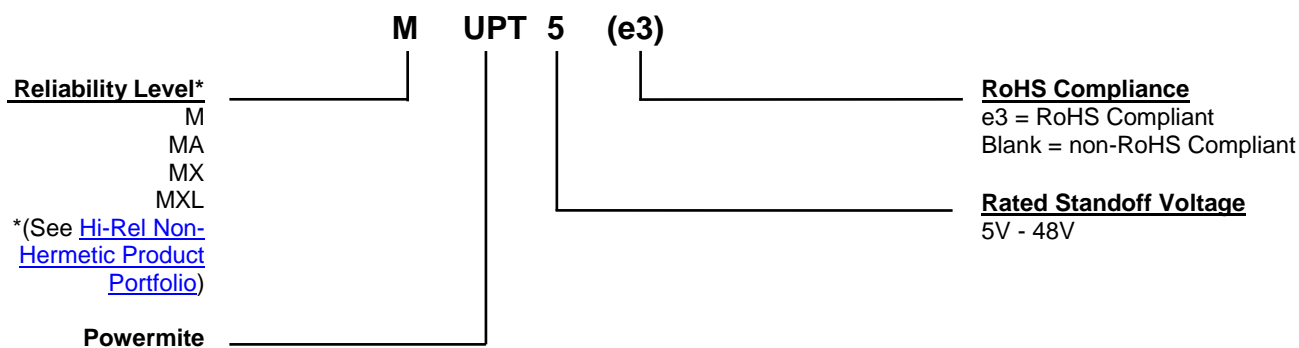 M UPT 5 (e3)
Reliability Level*
M
MA
MX
MXL
*(See Hi-Rel Non-
Hermetic Product
Portfolio)
Powermite
RoHS Compliance
e3 = RoHS Compliant
Blank = non-RoHS Compliant
Rated Standoff Voltage
5V - 48V